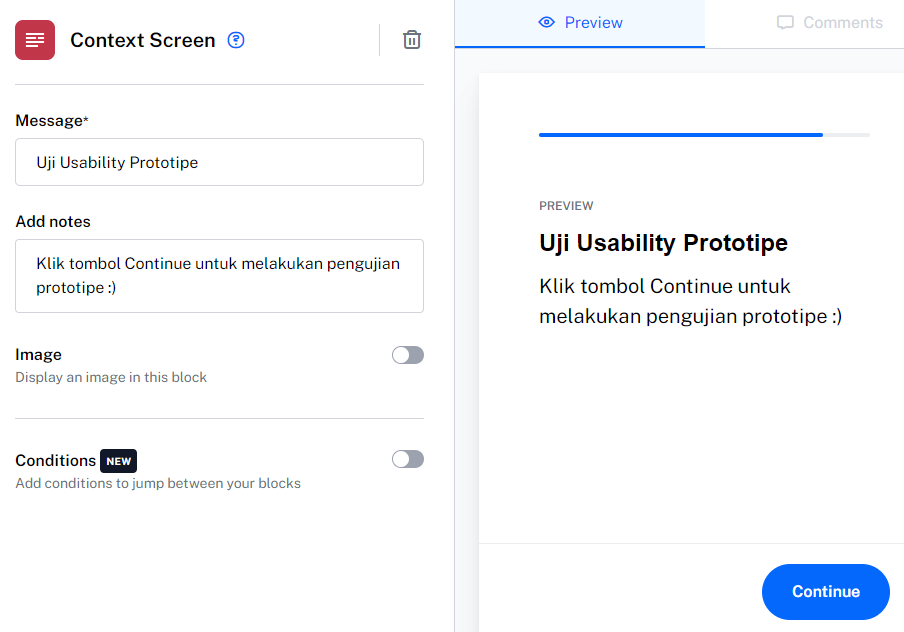 Context Screen
Message*
Uji Usability Prototipe
Add notes
Klik tombol Continue untuk melakukan pengujian
prototipe :)
Image
Display an image in this block
Conditions NEW
Add conditions to jump between your blocks
Preview
Comments
PREVIEW
Uji Usability Prototipe
Klik tombol Continue untuk
melakukan pengujian prototipe :)
Continue